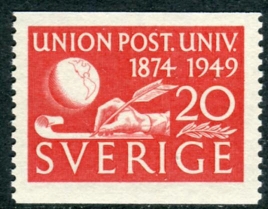 UNION POST. UNIV.
1874 1949
20
SVERIGE